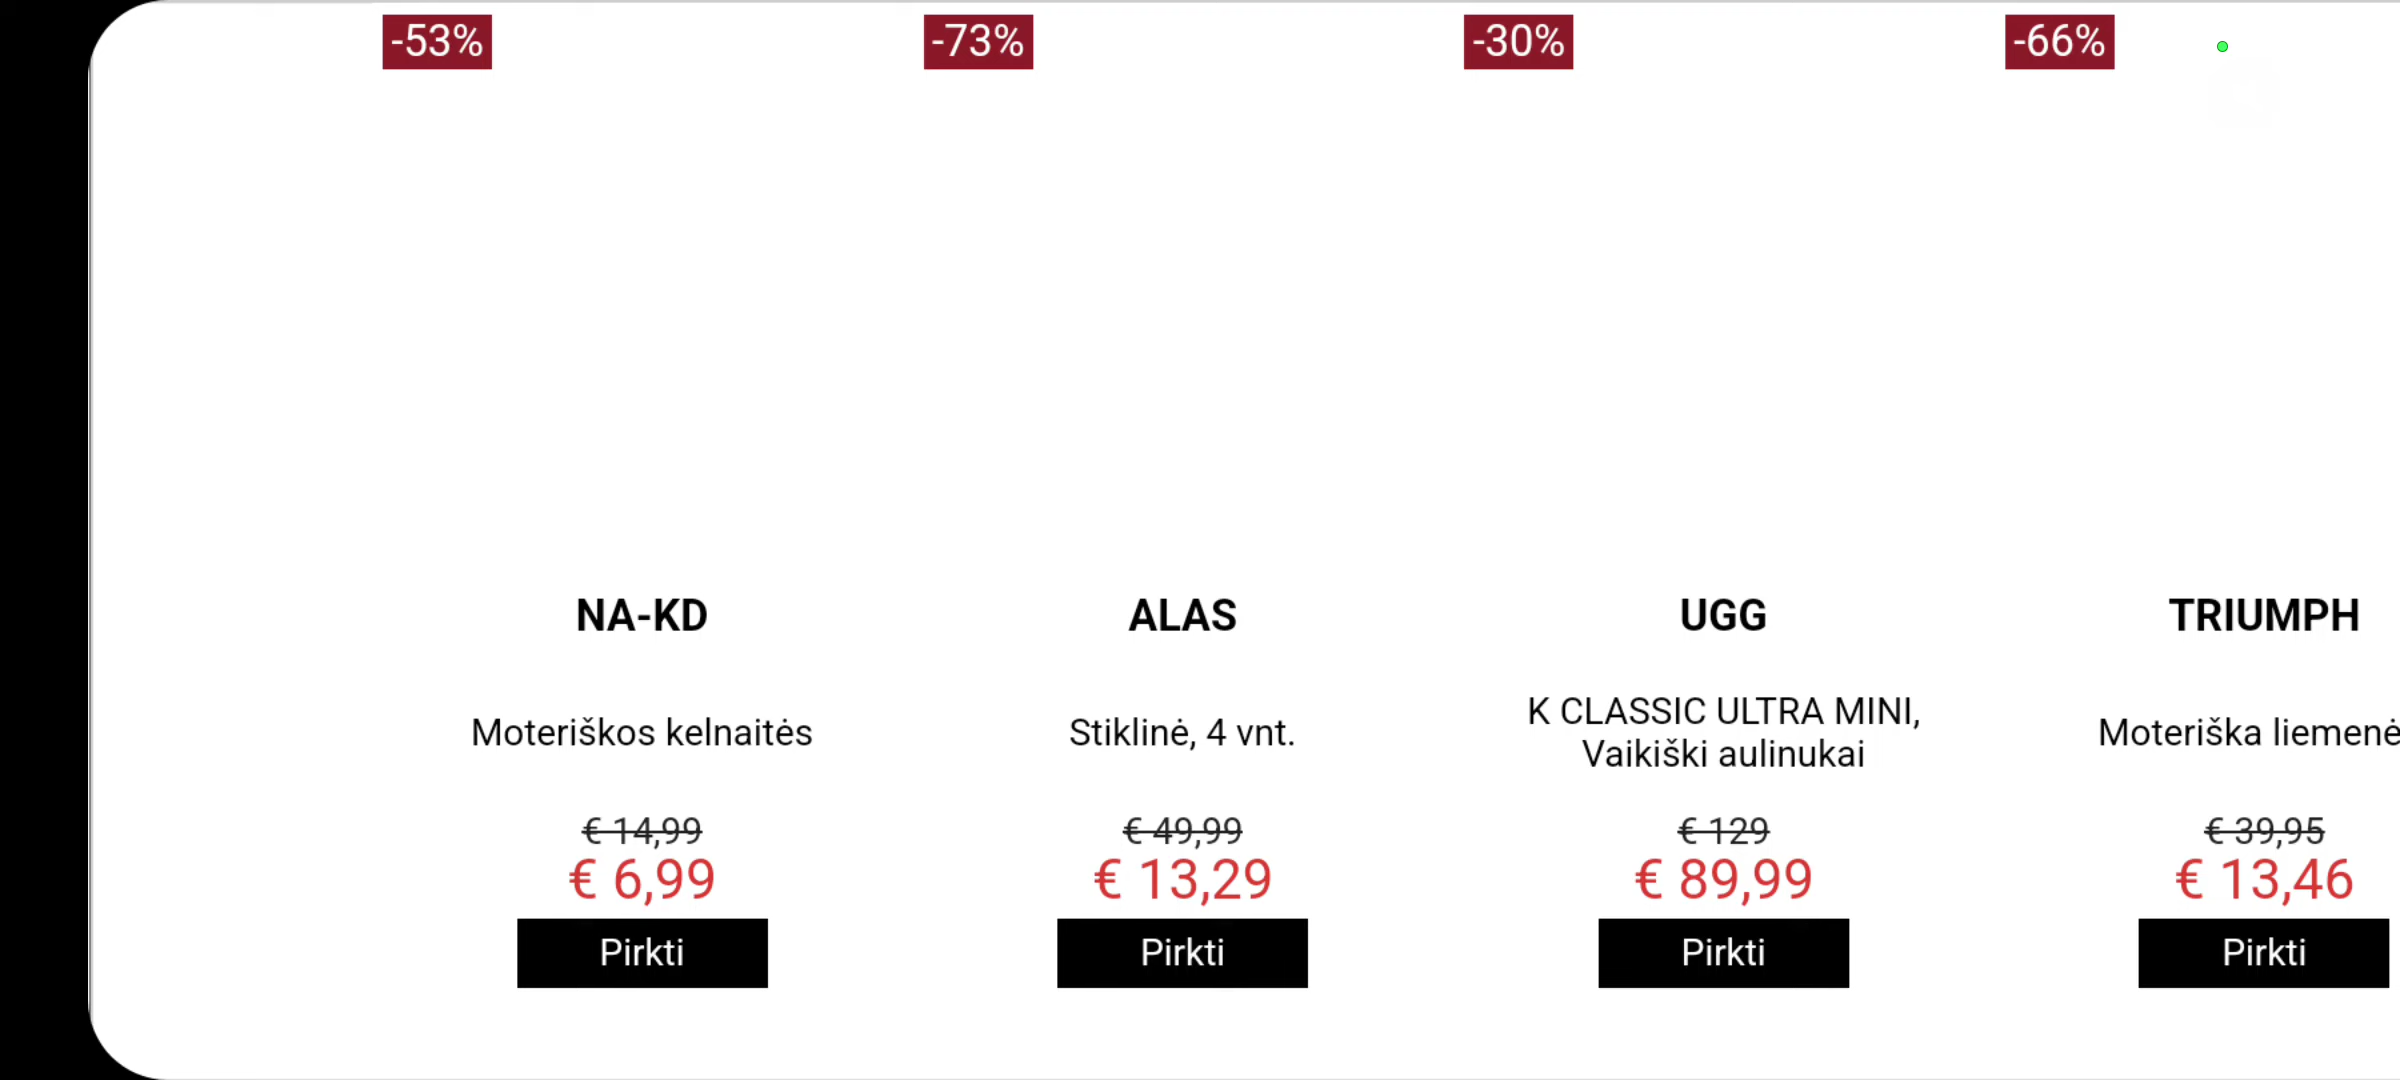 -53%
-73%
-30%
-66%
NA-KD
Moteriškos kelnaitės
€ 14,99
€ 6,99
Pirkti
ALAS
Stiklinė, 4 vnt.
€ 49,99
€ 13,29
Pirkti
UGG
K CLASSIC ULTRA MINI,
Vaikiški aulinukai
€ 129
€ 89,99
Pirkti
TRIUMPH
Moteriška liemenė
€ 39,95
€ 13,46
Pirkti